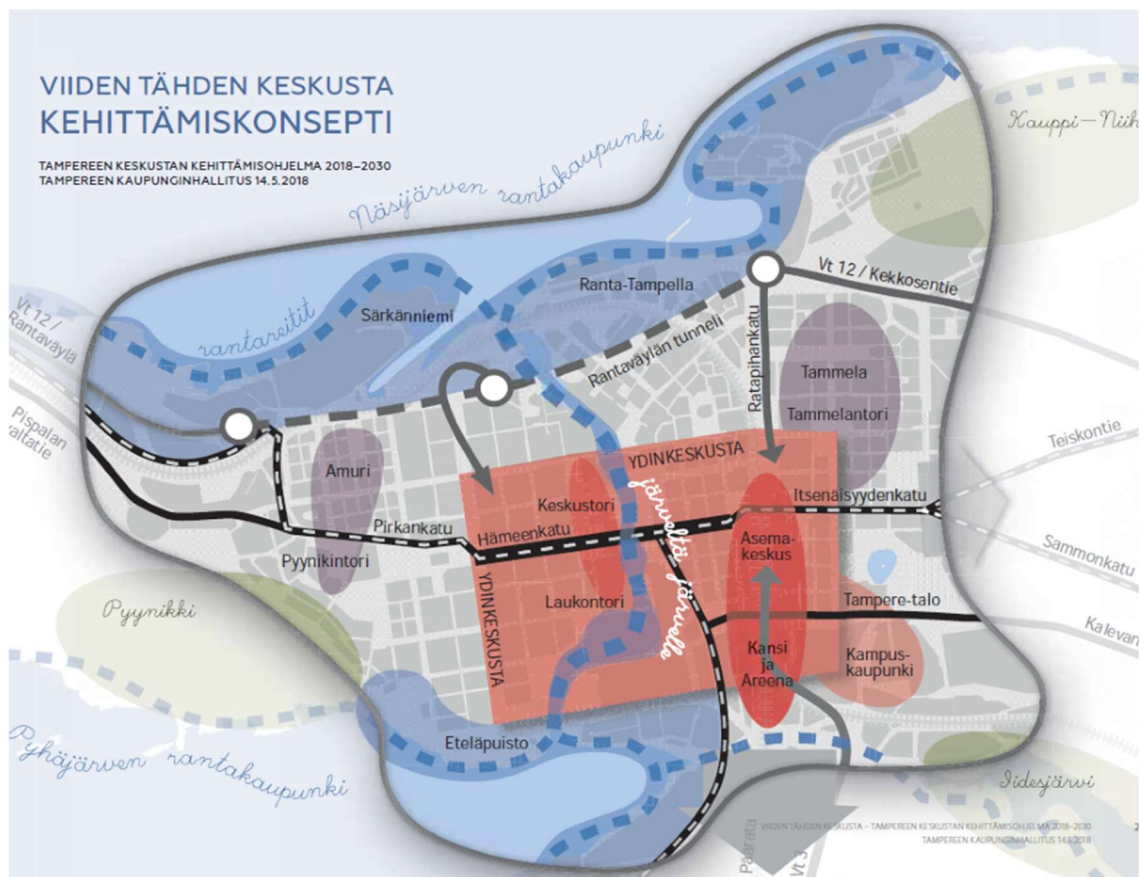 VIIDEN TÄHDEN KESKUSTA
KEHITTÄMISKONSEPTI
TAMPEREEN KESKUSTAN KEHITTÄMISOHJELMA 2018–2030
TAMPEREEN KAUPUNGINHALLITUS 14.5.2018
Kauppi–Niih
Näsijärven rantakaupunki
Vt 12 / Kekkosentie
Ranta-Tampella
Särkänniemi
rantareitit
Vt 12 /
Rantaväylä
Rantaväylän tunneli
Ratapihankatu
Tammela
Tammelantori
Pispalan
valtatie
Teiskontie
YDINKESKUSTA
Amuri
järveltä järvelle
Itsenäisyydenkatu
Keskustori
Pirkankatu
Hämeenkatu
Asema-
keskus
Sammonkatu
Pyynikintori
YDINKESKUSTA
Laukontori
Tampere-talo
Pyynikki
Kalevan
Kansi
ja
Areena
Kampus-
kaupunki
Eteläpuisto
Pyhäjärven rantakaupunki
Iidesjärvi
Päärata
Vt 3
VIIDEN TÄHDEN KESKUSTA – TAMPEREEN KESKUSTAN KEHITTÄMISOHJELMA 2018–2030
TAMPEREEN KAUPUNGINHALLITUS 14.5.2018
2